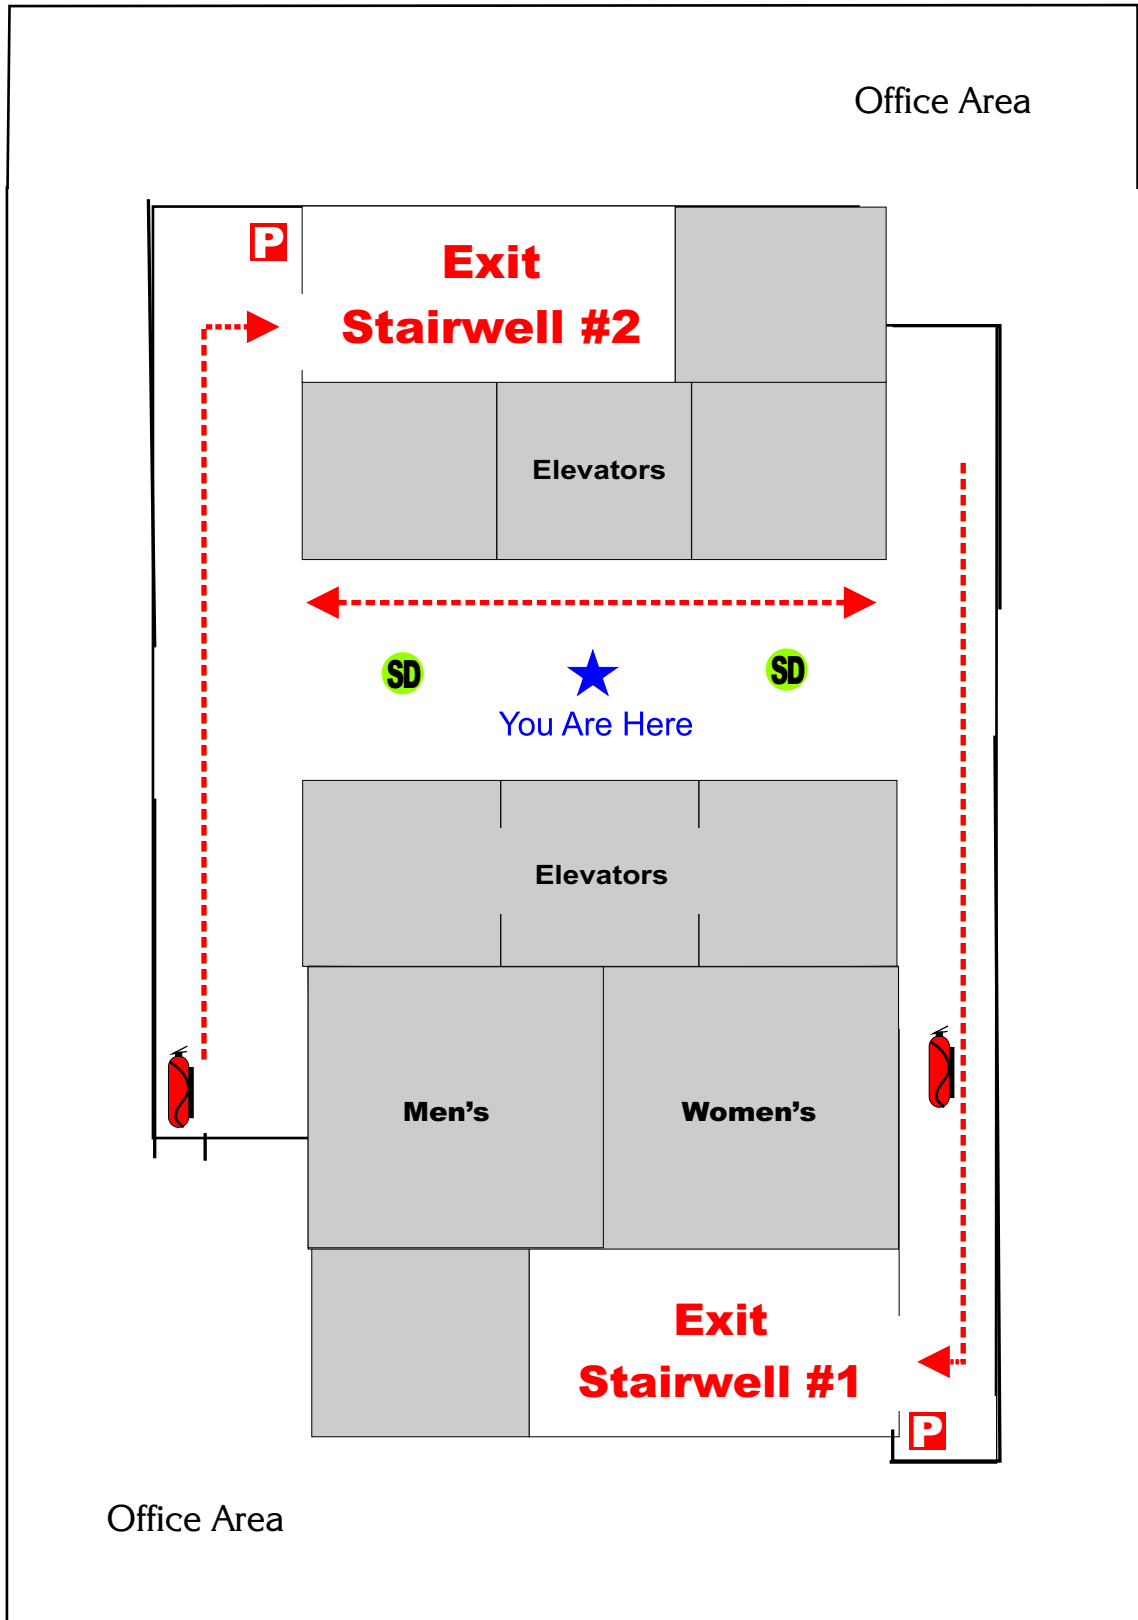 Office Area
P
Exit
Stairwell #2
Elevators
SD
SD
You Are Here
Elevators
Men’s
Women’s
Exit
Stairwell #1
P
Office Area